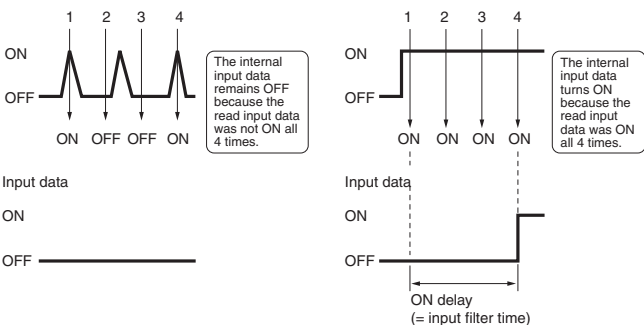 1 2 3 4
ON
OFF
ON OFF OFF ON
The internal
input data
remains OFF
because the
read input data
was not ON all
4 times.
Input data
ON
OFF
1 2 3 4
ON
OFF
ON ON ON ON
The internal
input data
turns ON
because the
read input
data was ON
all 4 times.
Input data
ON
OFF
ON delay
(= input filter time)